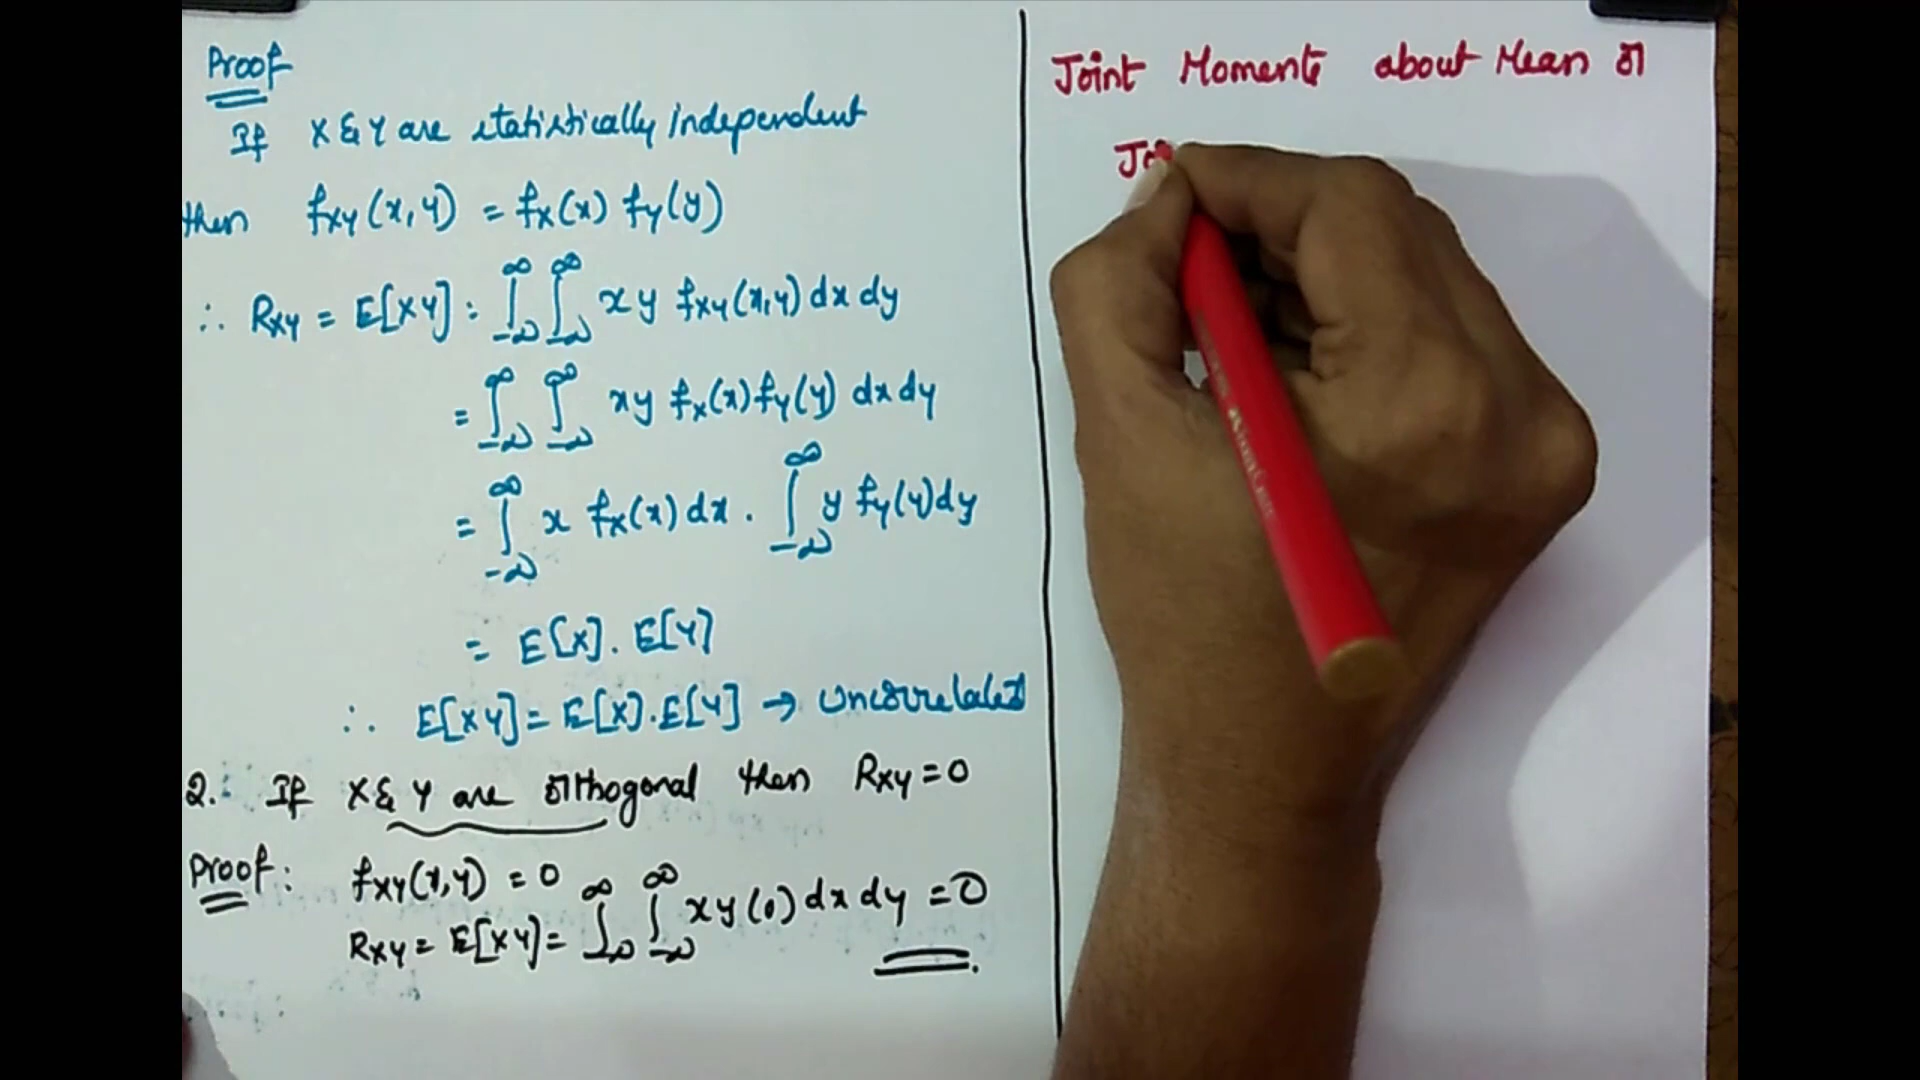 Proof
If X & Y are statistically independent
then fXY(x,y) = fX(x) fY(y)
∴ RXY = E[XY] = ∫_{-∞}^{∞} ∫_{-∞}^{∞} xy fXY(x,y) dx dy
= ∫_{-∞}^{∞} ∫_{-∞}^{∞} xy fX(x) fY(y) dx dy
= ∫_{-∞}^{∞} x fX(x) dx . ∫_{-∞}^{∞} y fY(y) dy
= E[X] . E[Y]
∴ E[XY] = E[X].E[Y] → Uncorrelated
2. If X & Y are orthogonal then RXY = 0
Proof: fXY(x,y) = 0
RXY = E[XY] = ∫_{-∞}^{∞} ∫_{-∞}^{∞} xy(0) dx dy = 0
Joint Moments about Mean or